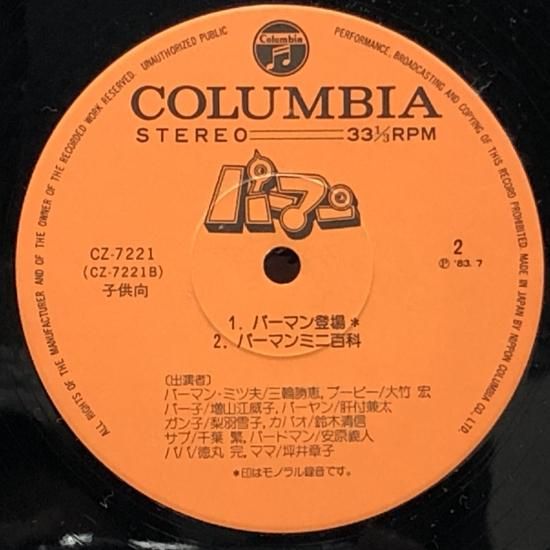 ALL RIGHTS OF THE MANUFACTURER AND OF THE OWNER OF THE RECORDED WORK RESERVED. UNAUTHORIZED PUBLIC PERFORMANCE, BROADCASTING AND COPYING OF THIS RECORD PROHIBITED. MADE IN JAPAN BY NIPPON COLUMBIA CO., LTD.
Columbia
COLUMBIA
STEREO 33⅓RPM
パーマン
CZ-7221
(CZ-7221B)
子供向
2
Ⓟ '83. 7
1. パーマン登場*
2. パーマンミニ百科
〔出演者〕
パーマン・ミツ夫/三輪勝恵, ブービー/大竹 宏
パー子/増山江威子, パーヤン/肝付兼太
ガン子/梨羽雪子, カバオ/鈴木清信
サブ/千葉 繁, バードマン/安原義人
パパ/徳丸 完, ママ/坪井章子
*印はモノラル録音です。